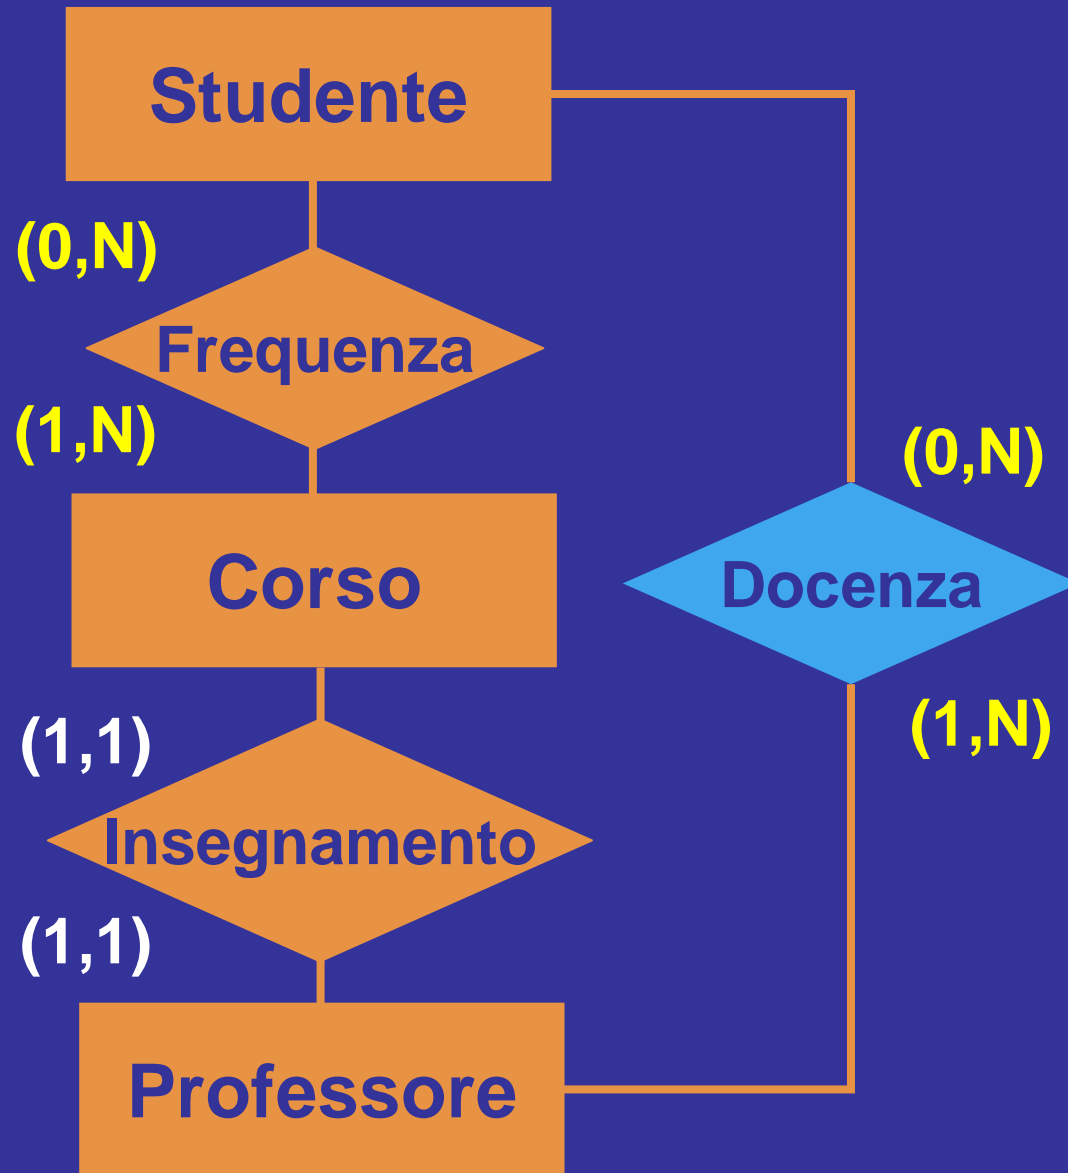 Studente
(0,N)
Frequenza
(1,N)
Corso
(0,N)
Docenza
(1,N)
(1,1)
Insegnamento
(1,1)
Professore